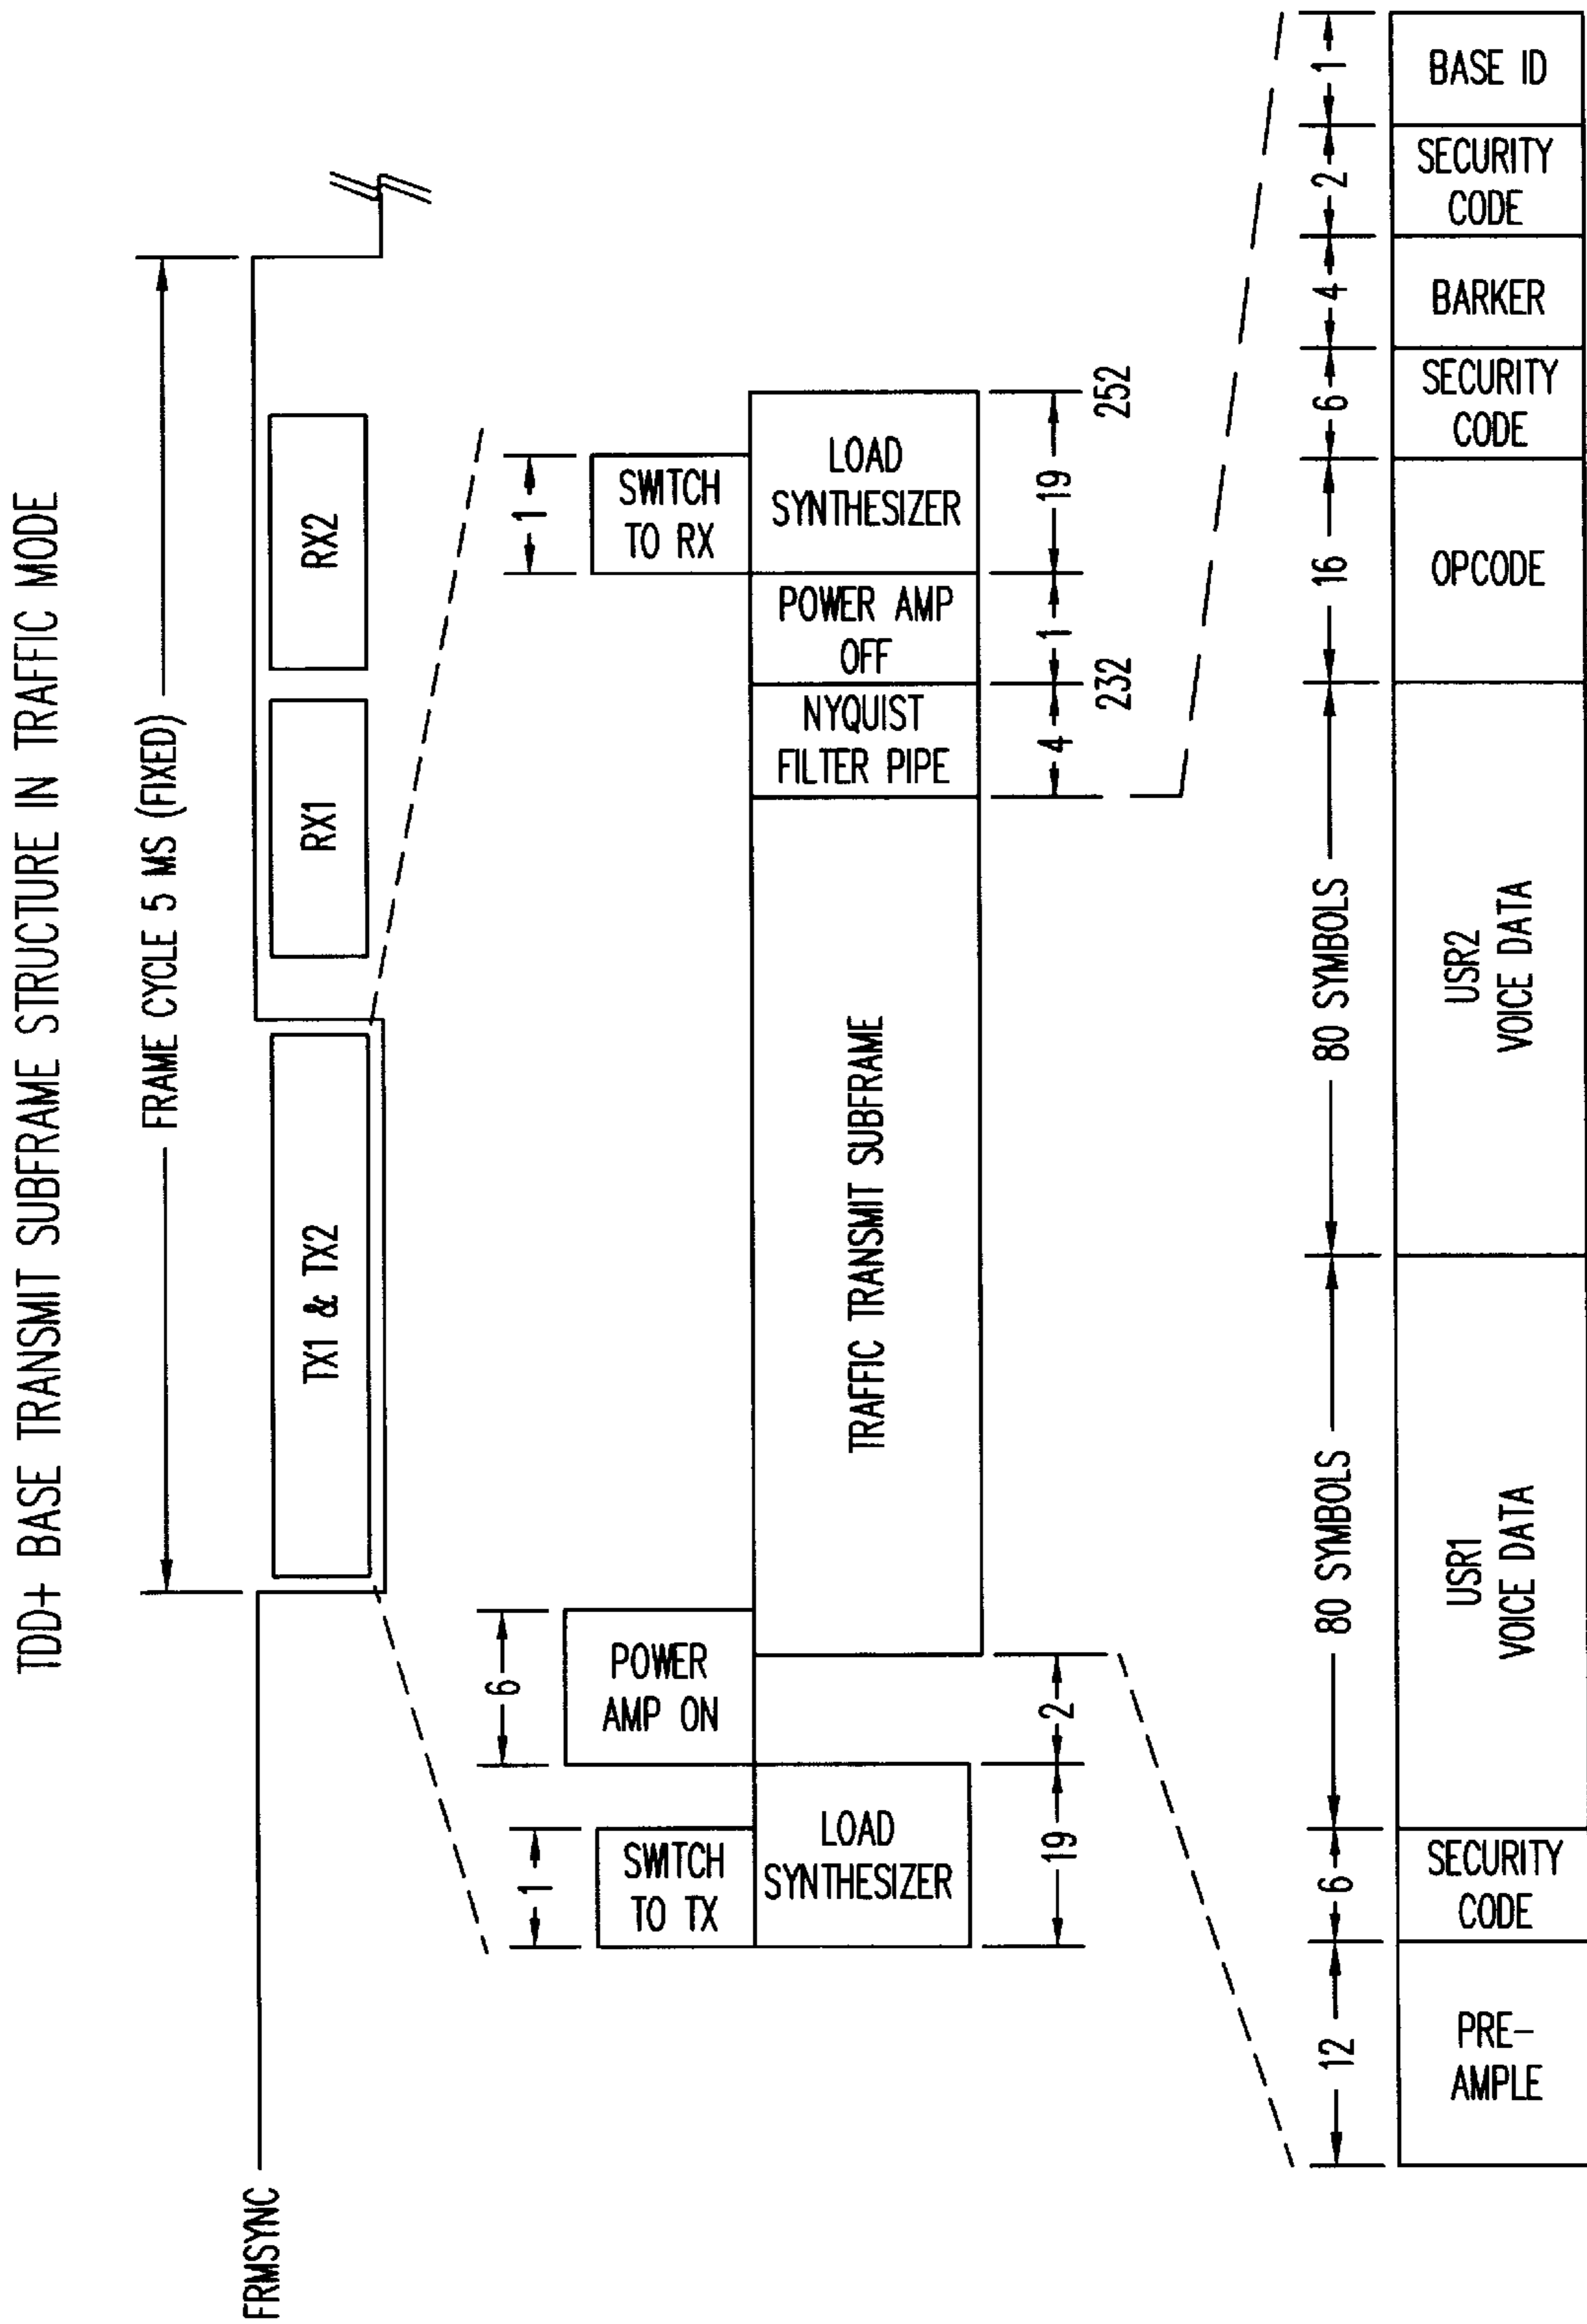 TDD+ BASE TRANSMIT SUBFRAME STRUCTURE IN TRAFFIC MODE
FRAME CYCLE 5 MS (FIXED)
FRMSYNC
TX1 & TX2
RX1
RX2
1
6
1
SWITCH
TO TX
POWER
AMP ON
SWITCH
TO RX
LOAD
SYNTHESIZER
TRAFFIC TRANSMIT SUBFRAME
NYQUIST
FILTER PIPE
POWER AMP
OFF
LOAD
SYNTHESIZER
19
2
4
1
19
232
252
12
6
80 SYMBOLS
80 SYMBOLS
16
6
4
2
1
PRE-
AMPLE
SECURITY
CODE
USR1
VOICE DATA
USR2
VOICE DATA
OPCODE
SECURITY
CODE
BARKER
SECURITY
CODE
BASE ID